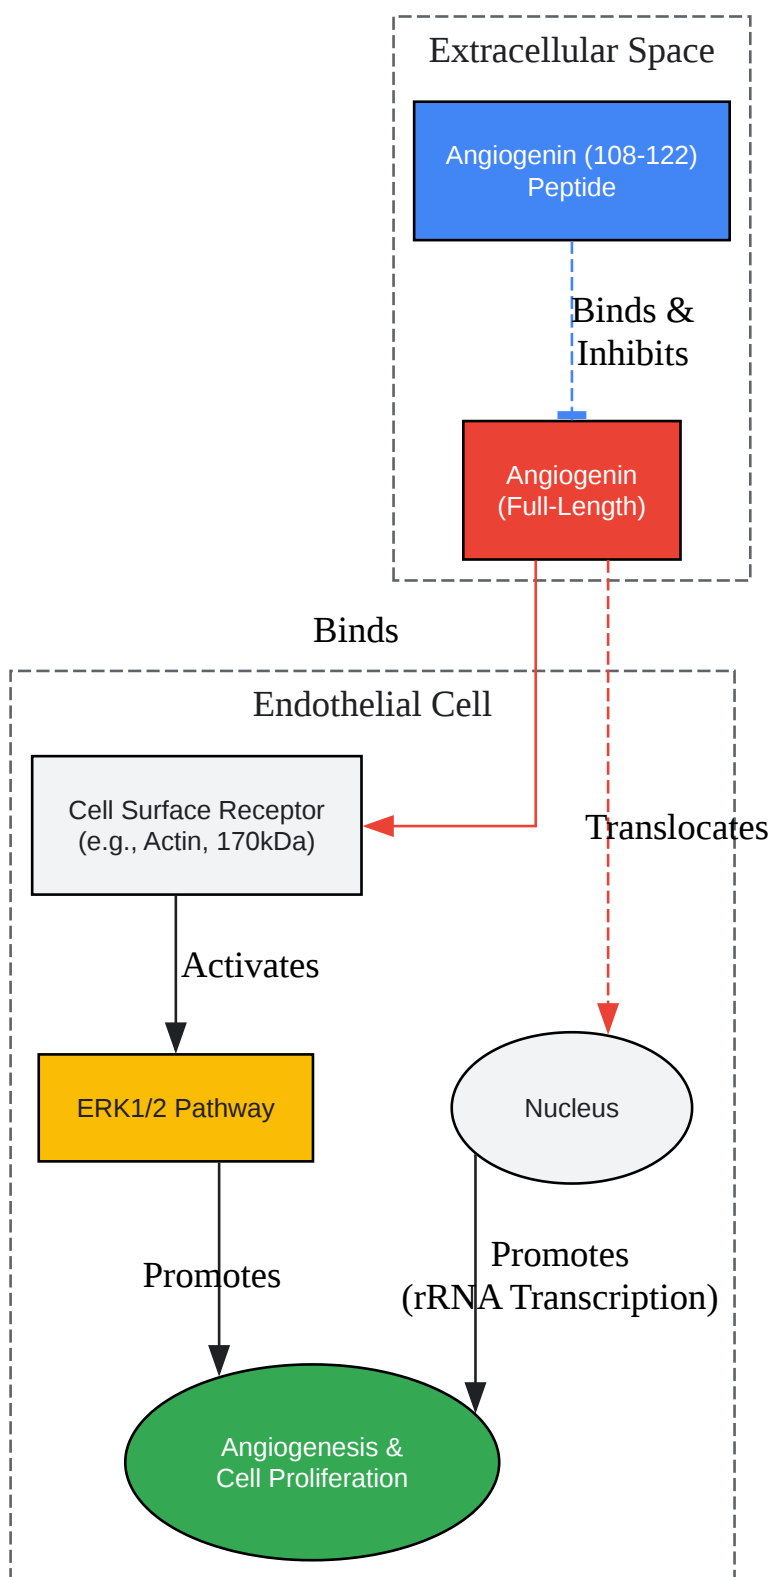 Extracellular Space
Angiogenin (108-122)
Peptide
Binds &
Inhibits
Angiogenin
(Full-Length)
Binds
Endothelial Cell
Cell Surface Receptor
(e.g., Actin, 170kDa)
Translocates
Activates
ERK1/2 Pathway
Nucleus
Promotes
Promotes
(rRNA Transcription)
Angiogenesis &
Cell Proliferation